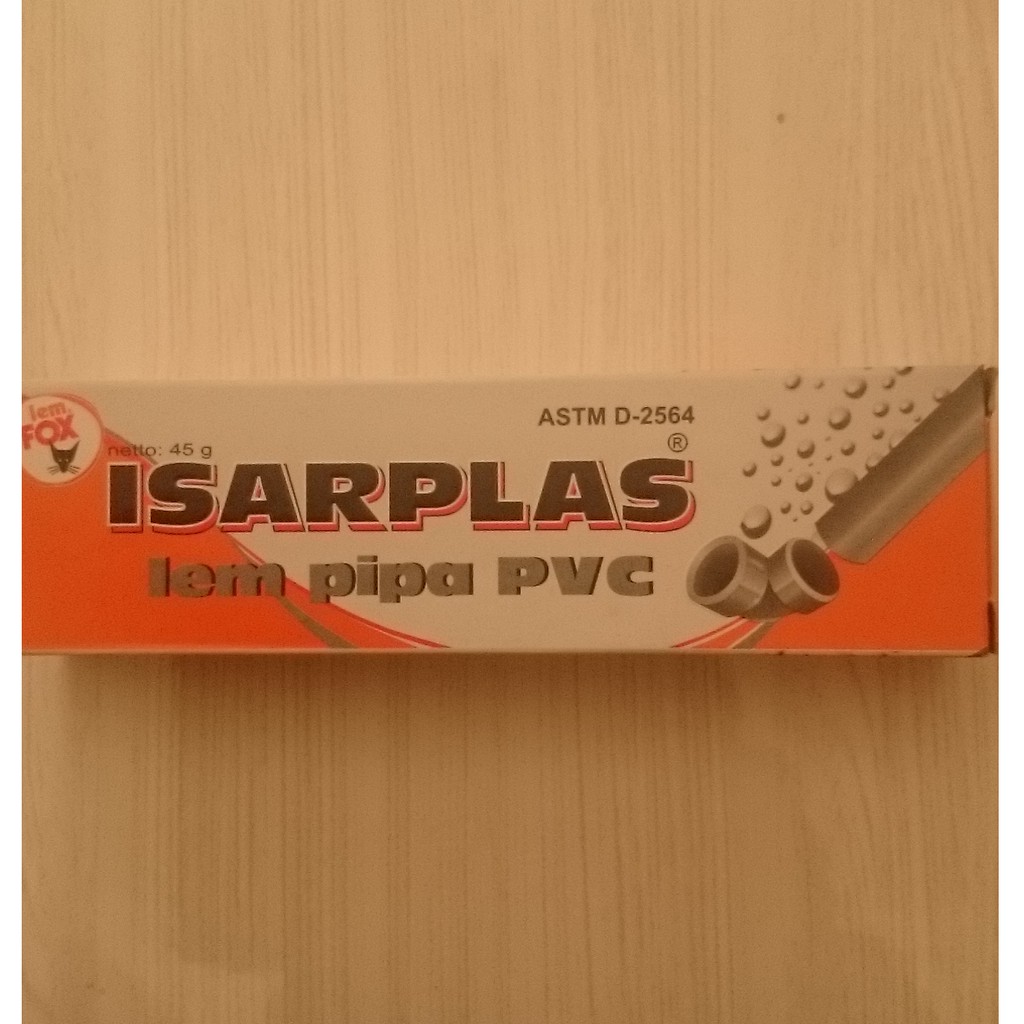 lem
FOX
ASTM D-2564
netto: 45 g
ISARPLAS®
lem pipa PVC